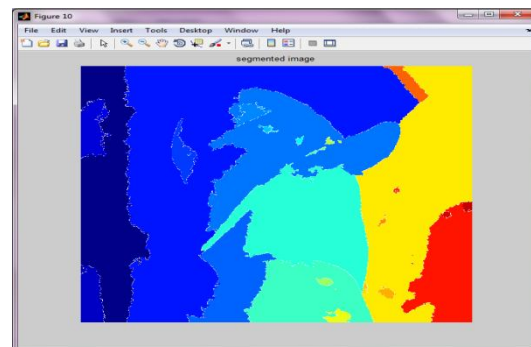 Figure 10
File Edit View Insert Tools Desktop Window Help
segmented image